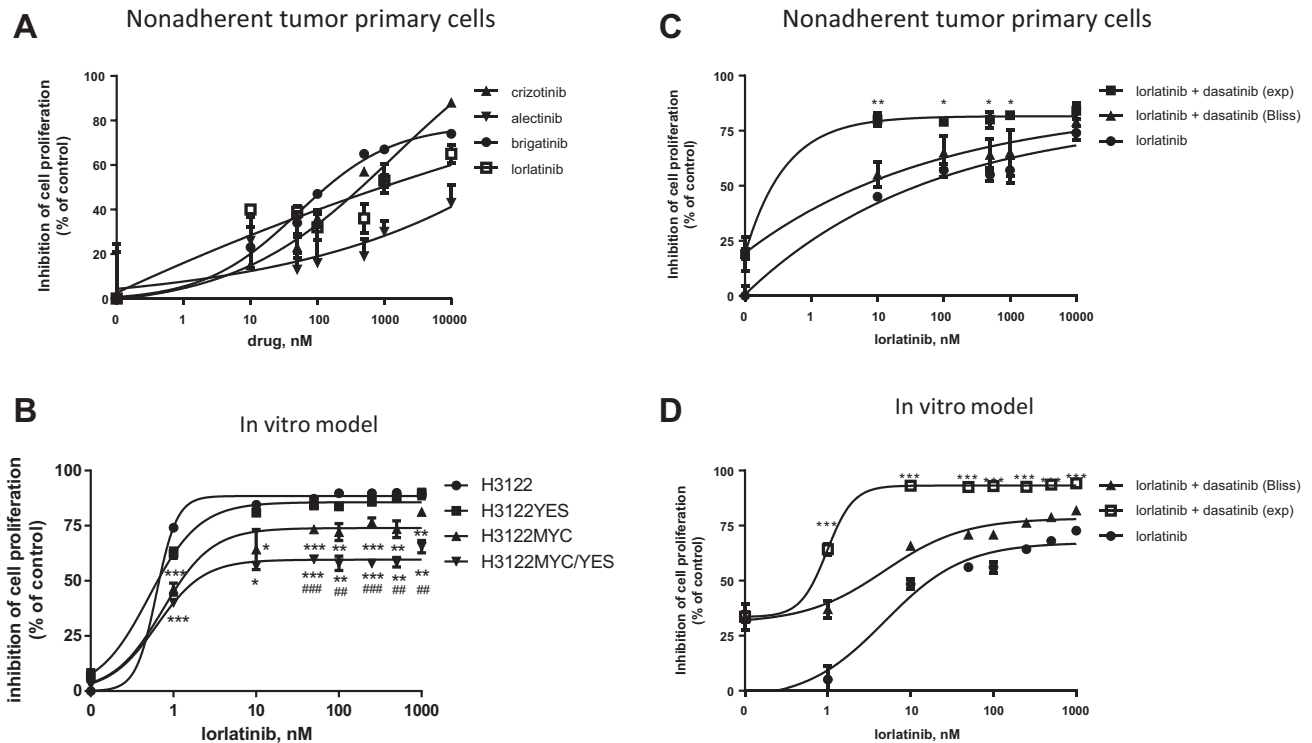 A
Nonadherent tumor primary cells
Inhibition of cell proliferation
(% of control)
100
80
60
40
20
0
0
1
10
100
1000
10000
drug, nM
crizotinib
alectinib
brigatinib
lorlatinib
C
Nonadherent tumor primary cells
Inhibition of cell proliferation
(% of control)
100
75
50
25
0
** * * *
0
1
10
100
1000
10000
lorlatinib, nM
lorlatinib + dasatinib (exp)
lorlatinib + dasatinib (Bliss)
lorlatinib
B
In vitro model
inhibition of cell proliferation
(% of control)
100
75
50
25
0
*** * *** ** *** ** **
*** * *** ** *** ** **
### ## ### ## ##
0
1
10
100
1000
lorlatinib, nM
H3122
H3122YES
H3122MYC
H3122MYC/YES
D
In vitro model
Inhibition of cell proliferation
(% of control)
100
75
50
25
0
*** *** *** *** *** *** ***
0
1
10
100
1000
lorlatinib, nM
lorlatinib + dasatinib (Bliss)
lorlatinib + dasatinib (exp)
lorlatinib